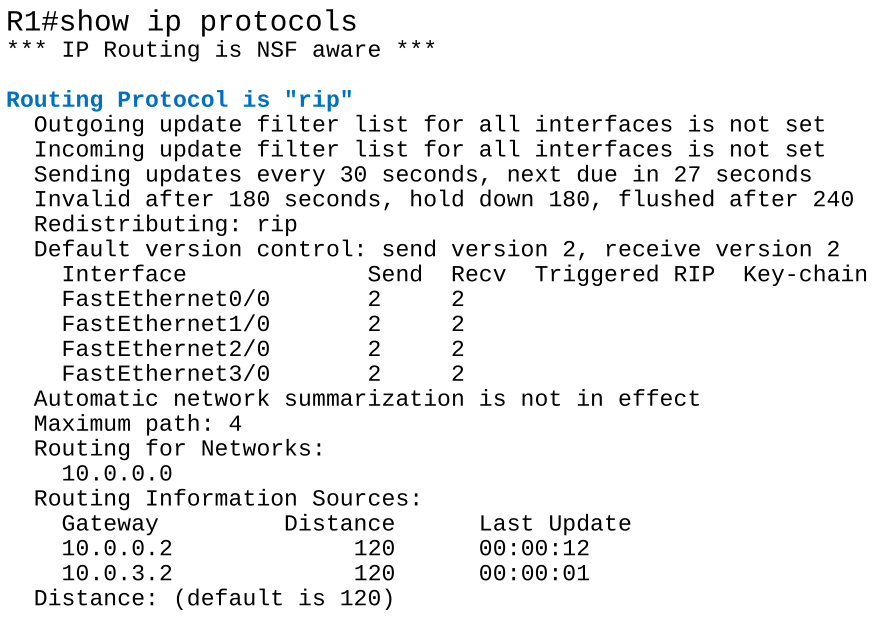 R1#show ip protocols
*** IP Routing is NSF aware ***
Routing Protocol is "rip"
Outgoing update filter list for all interfaces is not set
Incoming update filter list for all interfaces is not set
Sending updates every 30 seconds, next due in 27 seconds
Invalid after 180 seconds, hold down 180, flushed after 240
Redistributing: rip
Default version control: send version 2, receive version 2
Interface Send Recv Triggered RIP Key-chain
FastEthernet0/0 2 2
FastEthernet1/0 2 2
FastEthernet2/0 2 2
FastEthernet3/0 2 2
Automatic network summarization is not in effect
Maximum path: 4
Routing for Networks:
10.0.0.0
Routing Information Sources:
Gateway Distance Last Update
10.0.0.2 120 00:00:12
10.0.3.2 120 00:00:01
Distance: (default is 120)